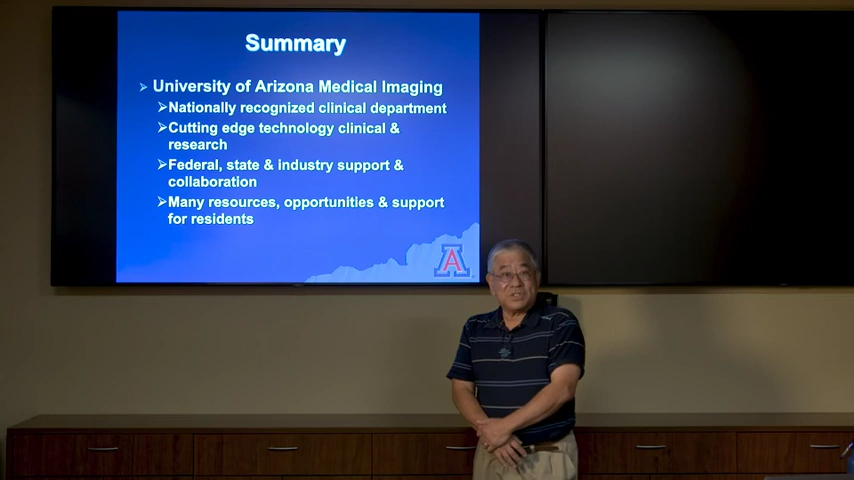 Summary
➢ University of Arizona Medical Imaging
➢Nationally recognized clinical department
➢Cutting edge technology clinical &
research
➢Federal, state & industry support &
collaboration
➢Many resources, opportunities & support
for residents
A